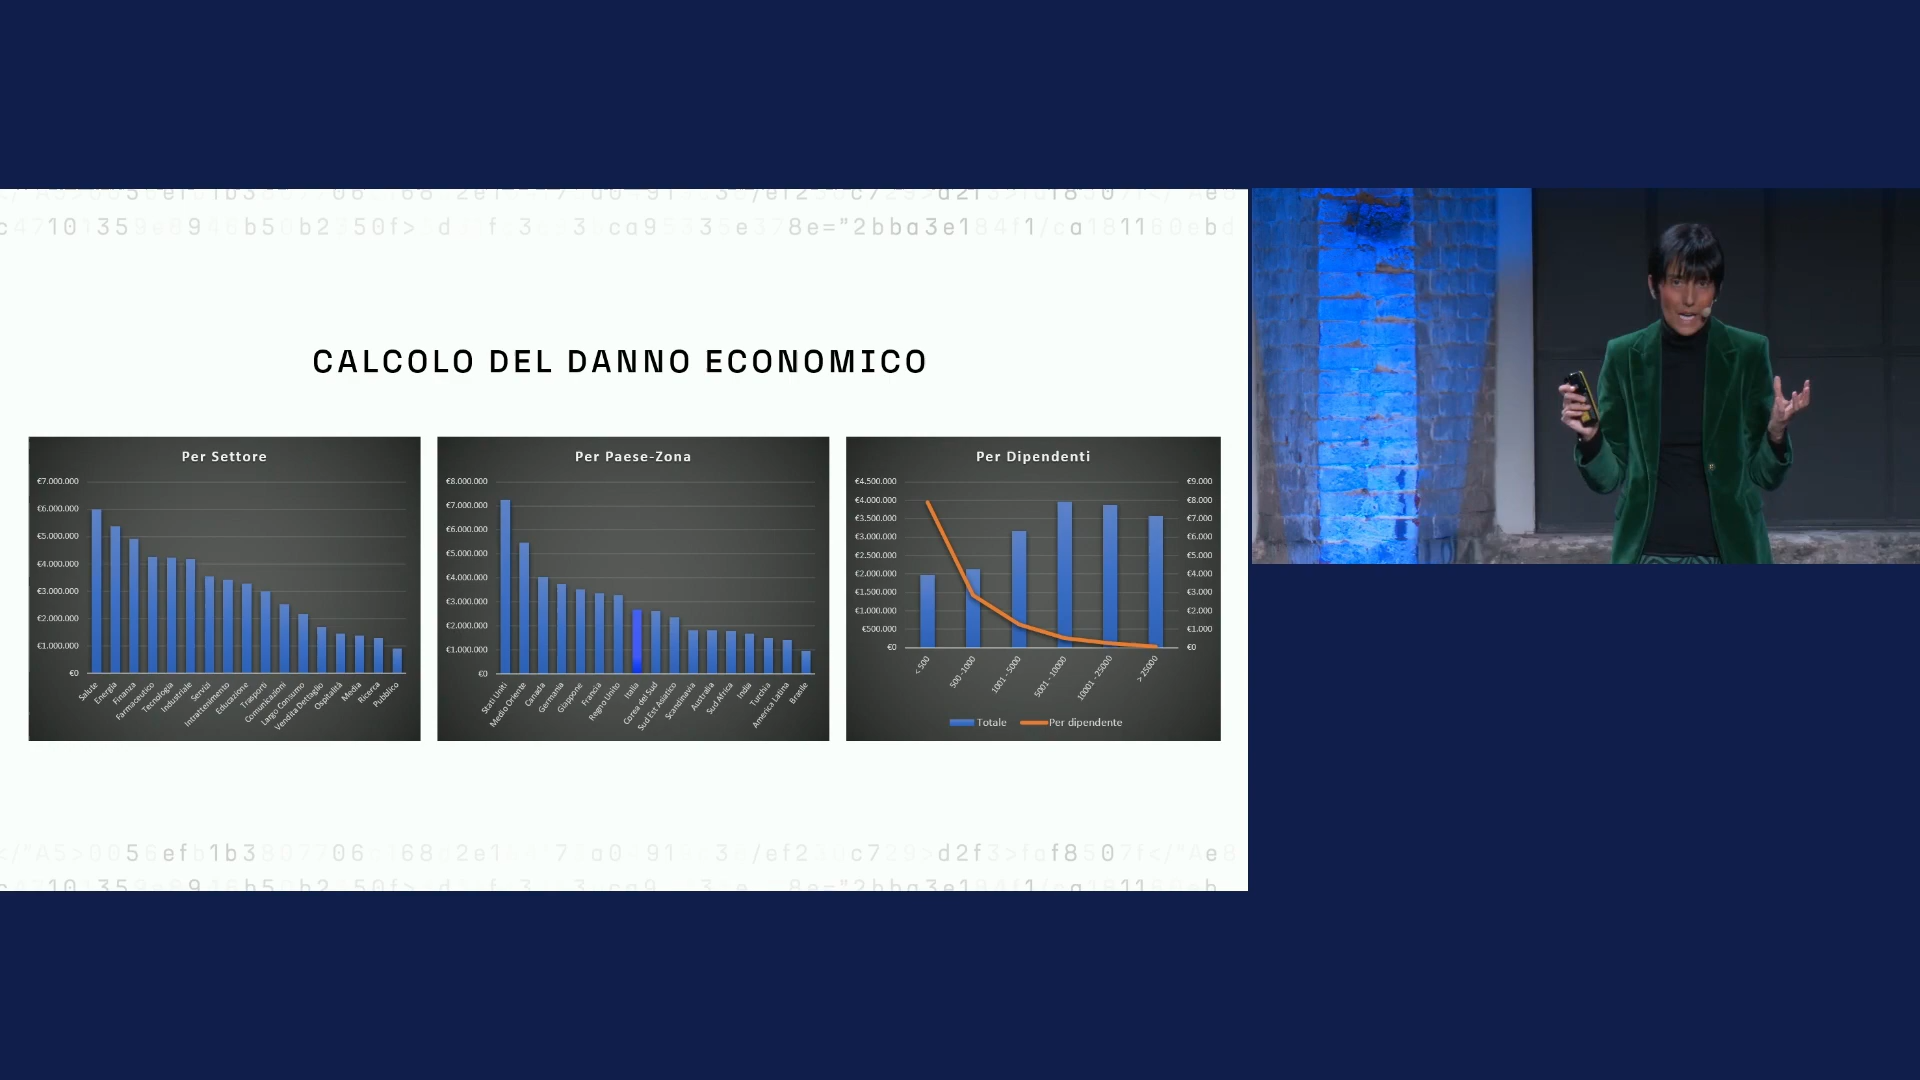 CALCOLO DEL DANNO ECONOMICO
Per Settore
€7.000.000
€6.000.000
€5.000.000
€4.000.000
€3.000.000
€2.000.000
€1.000.000
€0
Salute
Energia
Finanza
Farmaceutico
Tecnologia
Industriale
Servizi
Intrattenimento
Educazione
Trasporti
Comunicazioni
Largo Consumo
Vendita Dettaglio
Ospitalità
Media
Ricerca
Pubblico
Per Paese-Zona
€8.000.000
€7.000.000
€6.000.000
€5.000.000
€4.000.000
€3.000.000
€2.000.000
€1.000.000
€0
Stati Uniti
Medio Oriente
Canada
Germania
Giappone
Francia
Regno Unito
Italia
Corea del Sud
Sud Est Asiatico
Scandinavia
Australia
Sud Africa
India
Turchia
America Latina
Brasile
Per Dipendenti
€4.500.000
€4.000.000
€3.500.000
€3.000.000
€2.500.000
€2.000.000
€1.500.000
€1.000.000
€500.000
€0
€9.000
€8.000
€7.000
€6.000
€5.000
€4.000
€3.000
€2.000
€1.000
€0
< 500
500 - 1000
1001 - 5000
5001 - 10000
10001 - 25000
> 25000
Totale
Per dipendente